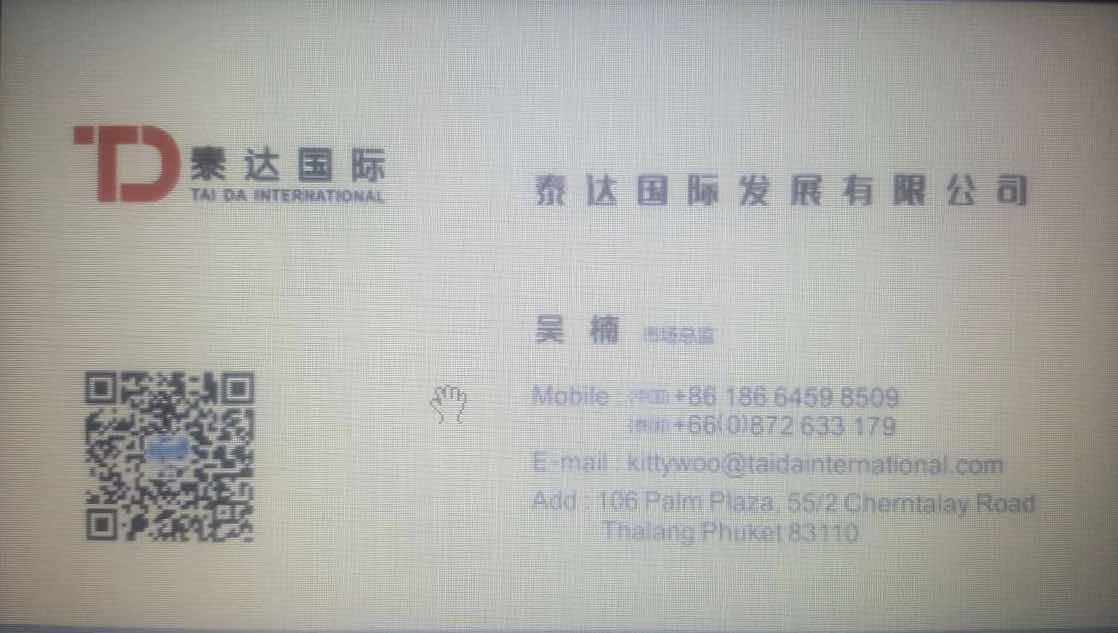 泰达国际
TAI DA INTERNATIONAL
泰达国际发展有限公司
吴楠 市场总监
Mobile : (中国) +86 186 6459 8509
(泰国) +66(0)872 633 179
E-mail : kittywoo@taidainternational.com
Add : 106 Palm Plaza, 55/2 Cherntalay Road
Thalang Phuket 83110